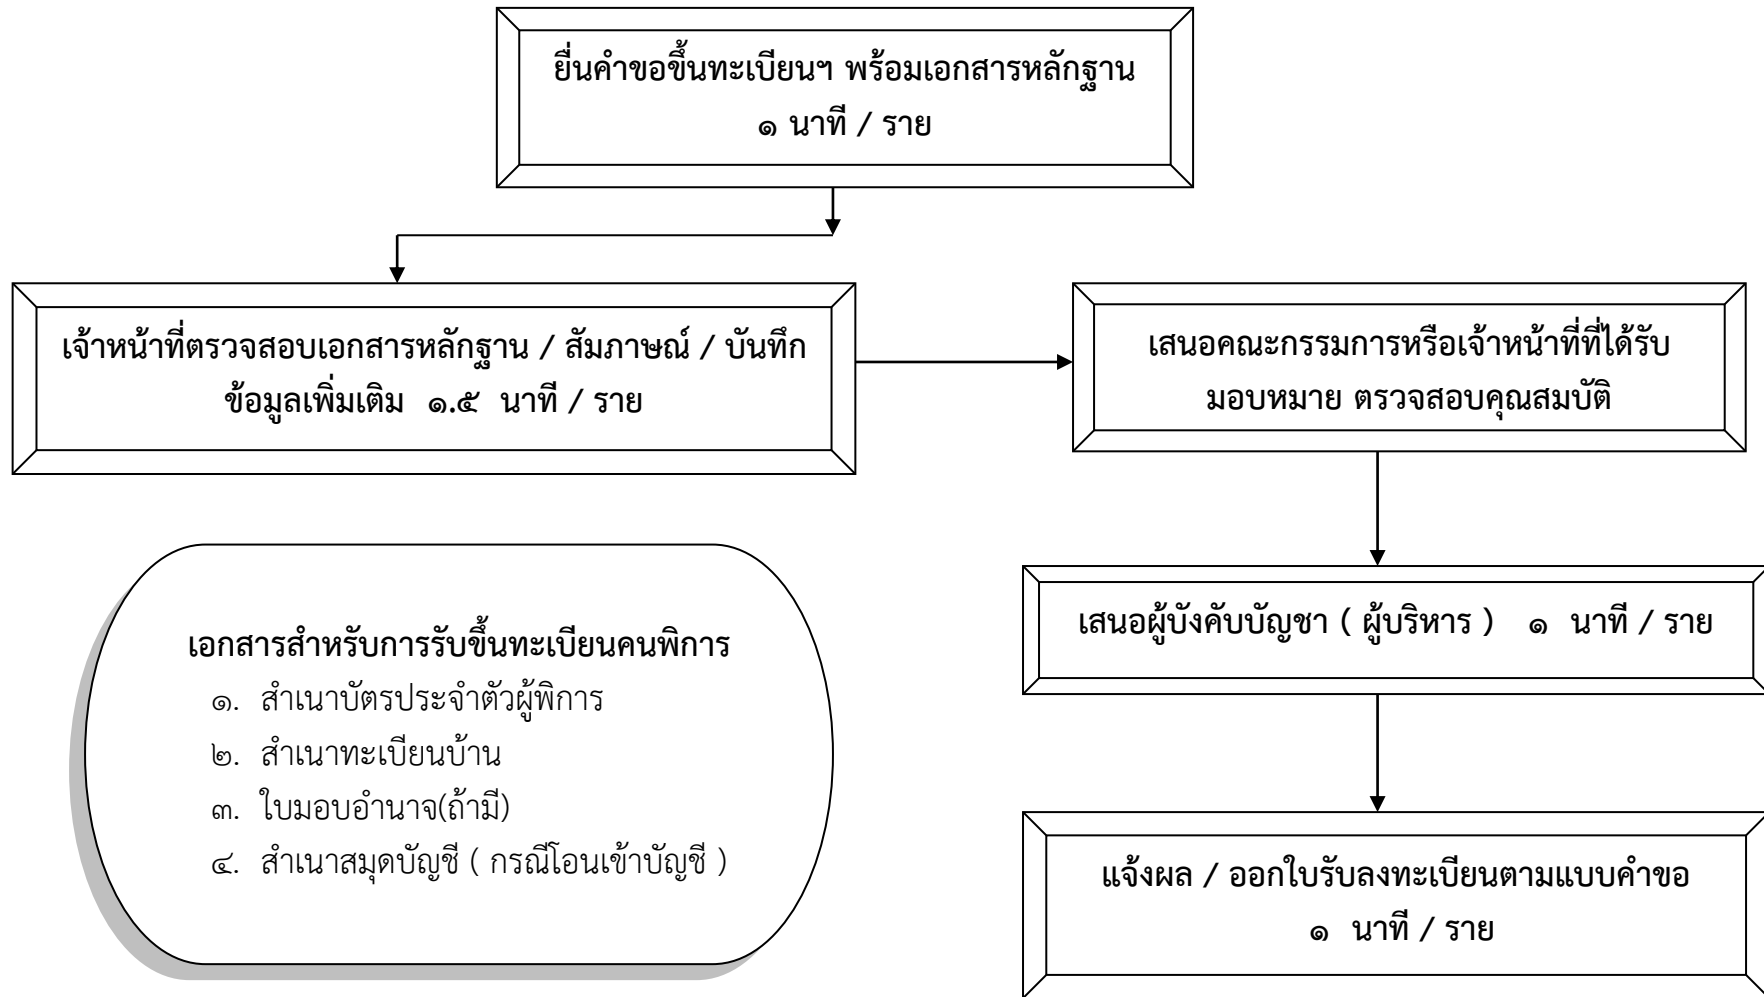 ยื่นคำขอขึ้นทะเบียนฯ พร้อมเอกสารหลักฐาน
๑ นาที / ราย
เจ้าหน้าที่ตรวจสอบเอกสารหลักฐาน / สัมภาษณ์ / บันทึก
ข้อมูลเพิ่มเติม ๑.๕ นาที / ราย
เสนอคณะกรรมการหรือเจ้าหน้าที่ที่ได้รับ
มอบหมาย ตรวจสอบคุณสมบัติ
เสนอผู้บังคับบัญชา ( ผู้บริหาร ) ๑ นาที / ราย
แจ้งผล / ออกใบรับลงทะเบียนตามแบบคำขอ
๑ นาที / ราย
เอกสารสำหรับการรับขึ้นทะเบียนคนพิการ
๑. สำเนาบัตรประจำตัวผู้พิการ
๒. สำเนาทะเบียนบ้าน
๓. ใบมอบอำนาจ(ถ้ามี)
๔. สำเนาสมุดบัญชี ( กรณีโอนเข้าบัญชี )